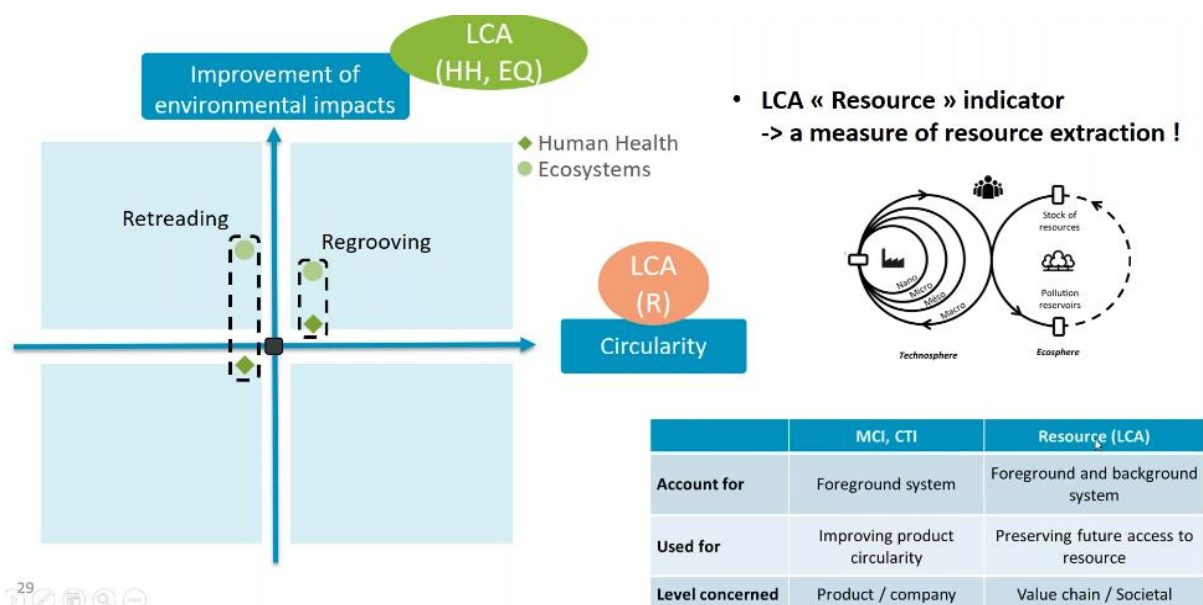 LCA
(HH, EQ)
Improvement of
environmental impacts
Human Health
Ecosystems
Retreading
Regrooving
LCA
(R)
Circularity
• LCA « Resource » indicator
-> a measure of resource extraction !
Stock of
resources
Nano
Micro
Méso
Macro
Pollution
reservoirs
Technosphere
Ecosphere
MCI, CTI
Resource (LCA)
Account for
Foreground system
Foreground and background
system
Used for
Improving product
circularity
Preserving future access to
resource
Level concerned
Product / company
Value chain / Societal
29